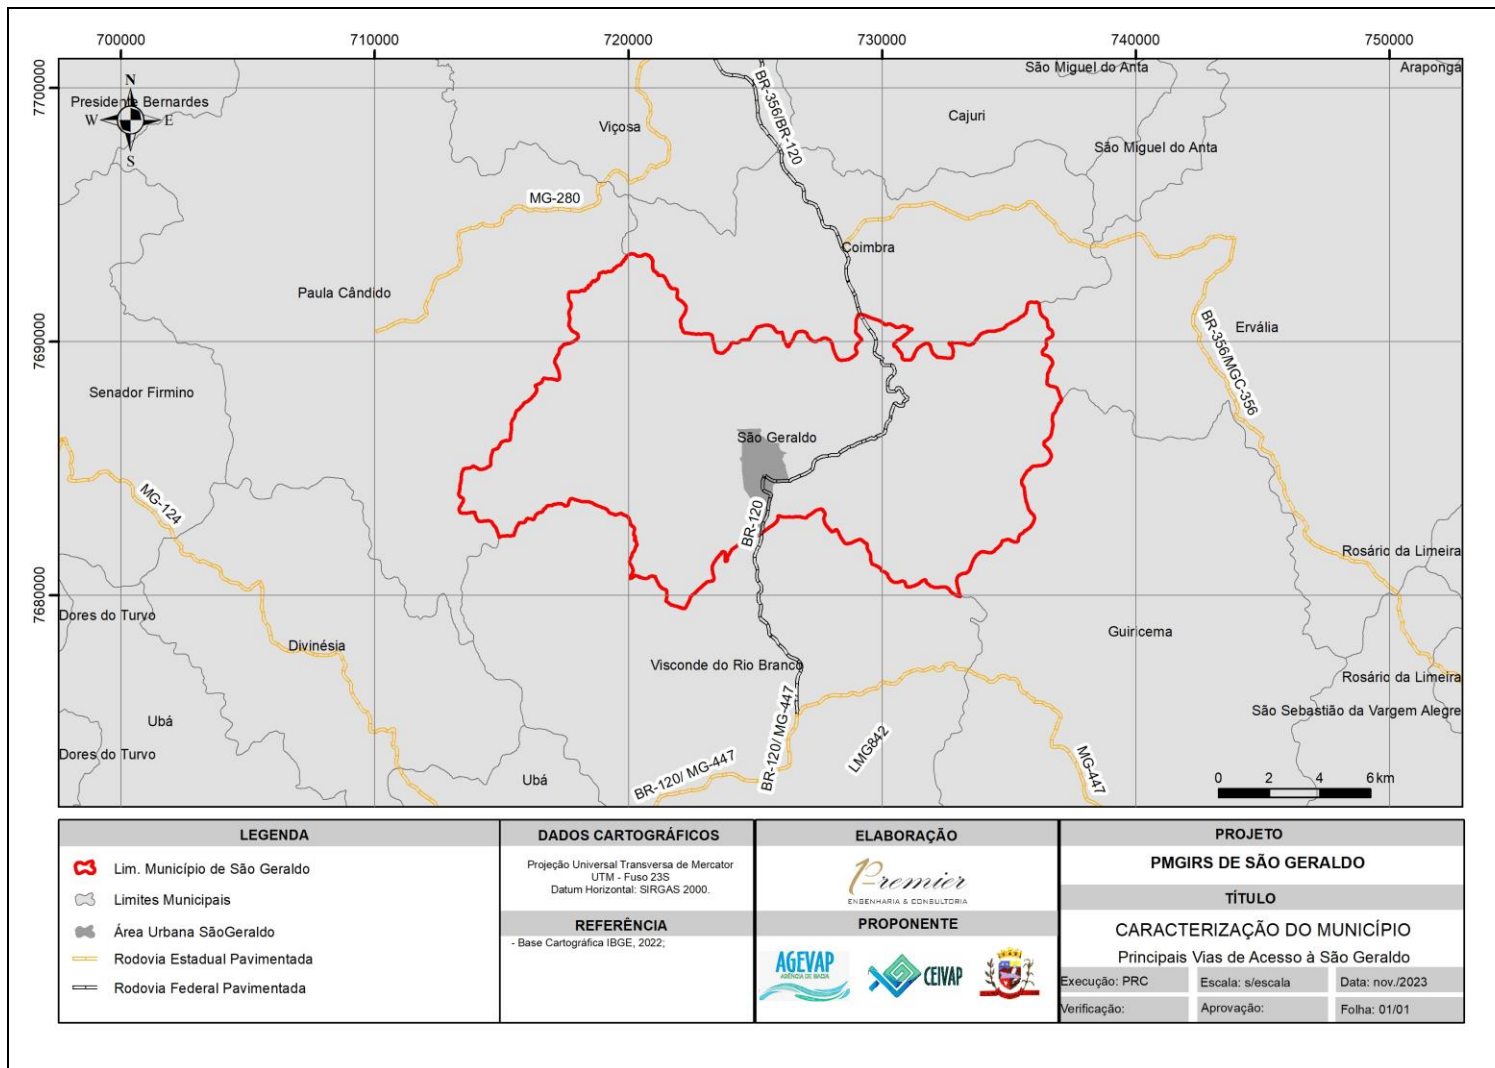 700000
710000
720000
730000
740000
750000
7700000
7690000
7680000
N
W
E
S
Presidente Bernardes
Viçosa
BR-356/BR-120
São Miguel do Anta
Araponga
Cajuri
São Miguel do Anta
MG-280
Coimbra
Paula Cândido
BR-356/MGC-356
Ervália
Senador Firmino
São Geraldo
MG-124
BR-120
Rosário da Limeira
Dores do Turvo
Divinésia
Guiricema
Visconde do Rio Branco
Rosário da Limeira
Ubá
São Sebastião da Vargem Alegre
Dores do Turvo
Ubá
BR-120/ MG-447
BR-120/ MG-447
LMG842
MG-447
0 2 4 6 km
LEGENDA
Lim. Município de São Geraldo
Limites Municipais
Área Urbana SãoGeraldo
Rodovia Estadual Pavimentada
Rodovia Federal Pavimentada
DADOS CARTOGRÁFICOS
Projeção Universal Transversa de Mercator
UTM - Fuso 23S
Datum Horizontal: SIRGAS 2000.
REFERÊNCIA
- Base Cartográfica IBGE, 2022;
ELABORAÇÃO
Premier
ENGENHARIA & CONSULTORIA
PROPONENTE
AGEVAP
AGÊNCIA DE BACIA
CEIVAP
PROJETO
PMGIRS DE SÃO GERALDO
TÍTULO
CARACTERIZAÇÃO DO MUNICÍPIO
Principais Vias de Acesso à São Geraldo
Execução: PRC
Escala: s/escala
Data: nov./2023
Verificação:
Aprovação:
Folha: 01/01